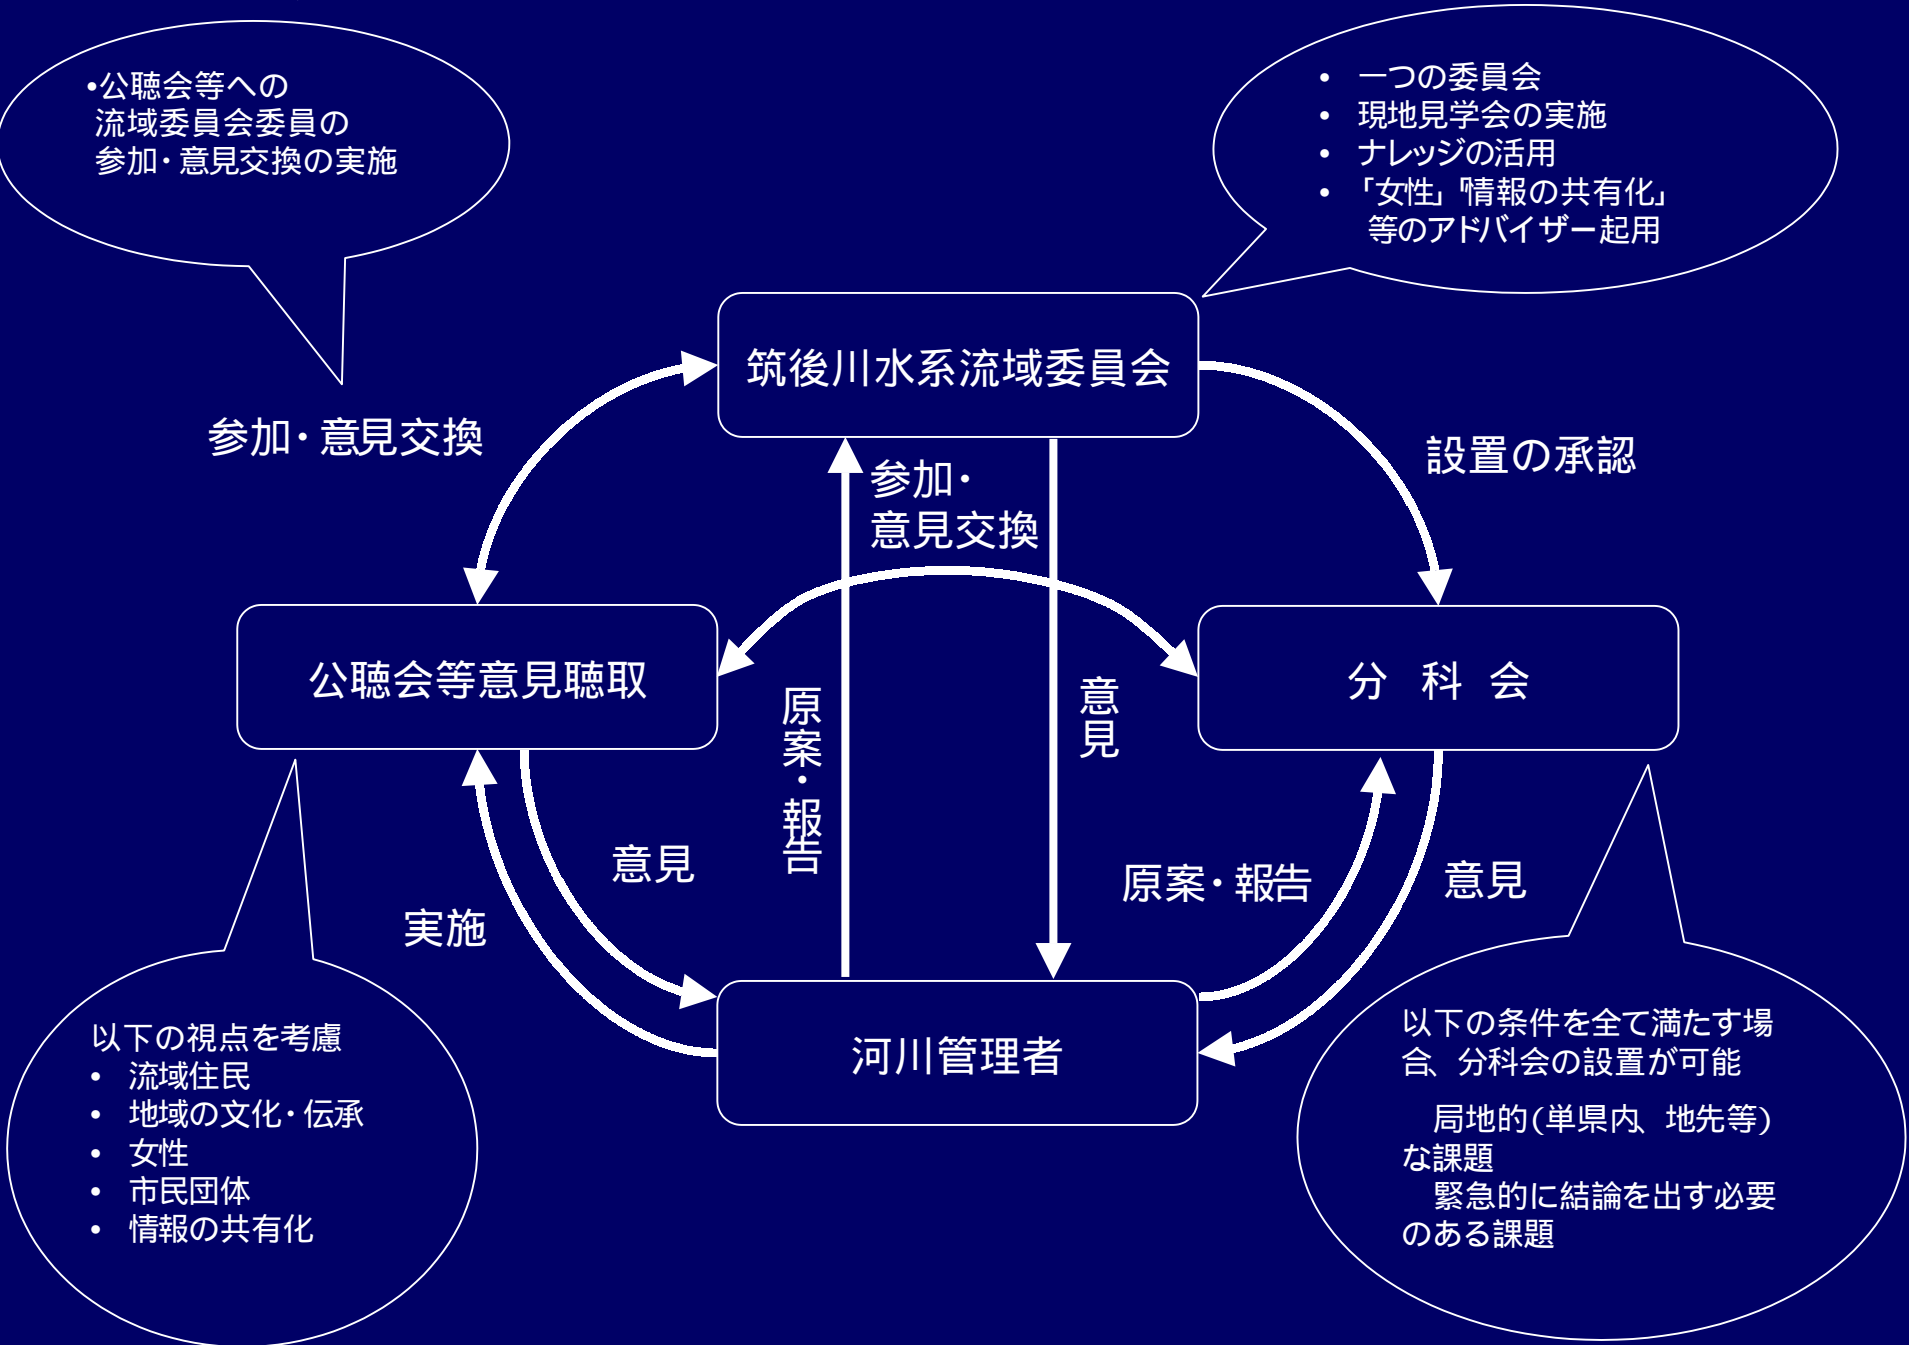 •公聴会等への
流域委員会委員の
参加・意見交換の実施
• 一つの委員会
• 現地見学会の実施
• ナレッジの活用
• 「女性」「情報の共有化」
等のアドバイザー起用
筑後川水系流域委員会
参加・意見交換
設置の承認
参加・
意見交換
公聴会等意見聴取
分 科 会
原案・報告
意見
意見
実施
原案・報告
意見
河川管理者
以下の視点を考慮
• 流域住民
• 地域の文化・伝承
• 女性
• 市民団体
• 情報の共有化
以下の条件を全て満たす場
合、分科会の設置が可能
局地的(単県内、地先等)
な課題
緊急的に結論を出す必要
のある課題